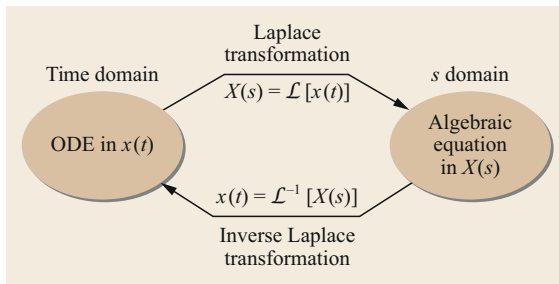 Laplace
transformation
Time domain
s domain
X(s) = ℒ [x(t)]
ODE in x(t)
Algebraic
equation
in X(s)
x(t) = ℒ⁻¹ [X(s)]
Inverse Laplace
transformation